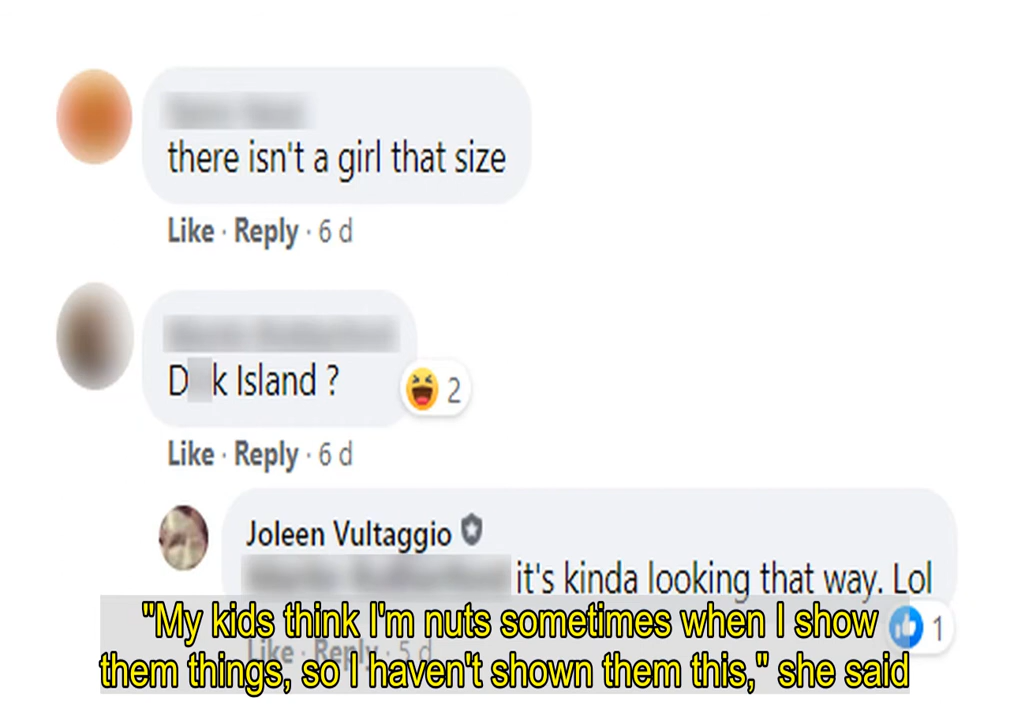 there isn't a girl that size
Like · Reply · 6 d
D k Island ?
2
Like · Reply · 6 d
Joleen Vultaggio
it's kinda looking that way. Lol
1
Like · Reply · 5 d
"My kids think I'm nuts sometimes when I show
them things, so I haven't shown them this," she said